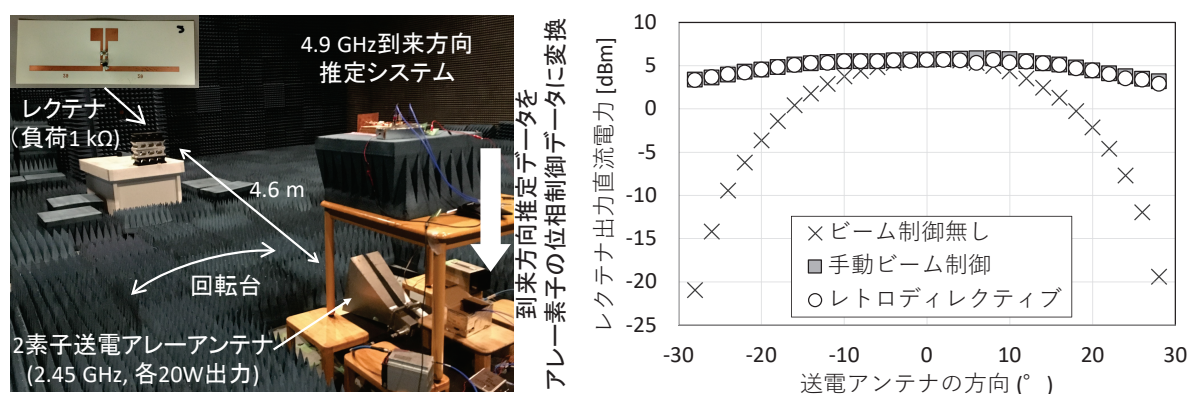 4.9 GHz到来方向
推定システム
レクテナ
(負荷1 kΩ)
4.6 m
回転台
2素子送電アレーアンテナ
(2.45 GHz, 各20W出力)
到来方向推定データを
アレー素子の位相制御データに変換
レクテナ出力直流電力 [dBm]
10
5
0
-5
-10
-15
-20
-25
×ビーム制御無し
手動ビーム制御
レトロディレクティブ
-30
-20
-10
0
10
20
30
送電アンテナの方向 (°)